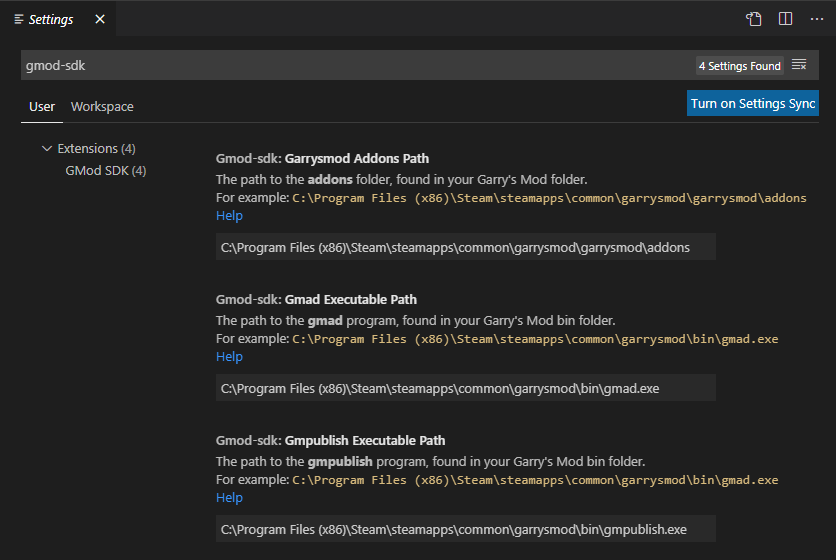 Settings
gmod-sdk
4 Settings Found
User Workspace
Turn on Settings Sync
Extensions (4)
GMod SDK (4)
Gmod-sdk: Garrysmod Addons Path
The path to the addons folder, found in your Garry's Mod folder.
For example: C:\Program Files (x86)\Steam\steamapps\common\garrysmod\garrysmod\addons
Help
C:\Program Files (x86)\Steam\steamapps\common\garrysmod\garrysmod\addons
Gmod-sdk: Gmad Executable Path
The path to the gmad program, found in your Garry's Mod bin folder.
For example: C:\Program Files (x86)\Steam\steamapps\common\garrysmod\bin\gmad.exe
Help
C:\Program Files (x86)\Steam\steamapps\common\garrysmod\bin\gmad.exe
Gmod-sdk: Gmpublish Executable Path
The path to the gmpublish program, found in your Garry's Mod bin folder.
For example: C:\Program Files (x86)\Steam\steamapps\common\garrysmod\bin\gmad.exe
Help
C:\Program Files (x86)\Steam\steamapps\common\garrysmod\bin\gmpublish.exe